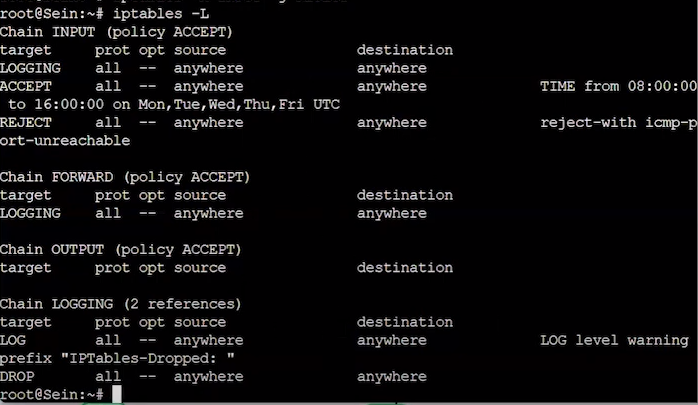 root@Sein:~# iptables -L
Chain INPUT (policy ACCEPT)
target     prot opt source               destination
LOGGING    all  --  anywhere             anywhere
ACCEPT     all  --  anywhere             anywhere             TIME from 08:00:00
 to 16:00:00 on Mon,Tue,Wed,Thu,Fri UTC
REJECT     all  --  anywhere             anywhere             reject-with icmp-p
ort-unreachable

Chain FORWARD (policy ACCEPT)
target     prot opt source               destination
LOGGING    all  --  anywhere             anywhere

Chain OUTPUT (policy ACCEPT)
target     prot opt source               destination

Chain LOGGING (2 references)
target     prot opt source               destination
LOG        all  --  anywhere             anywhere             LOG level warning
prefix "IPTables-Dropped: "
DROP       all  --  anywhere             anywhere
root@Sein:~#